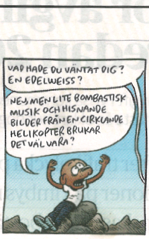 VAD HADE DU VÄNTAT DIG?
EN EDELWEISS?
NEJ, MEN LITE BOMBASTISK
MUSIK OCH HISNANDE
BILDER FRÅN EN CIRKLANDE
HELIKOPTER BRUKAR
DET VÄL VARA?